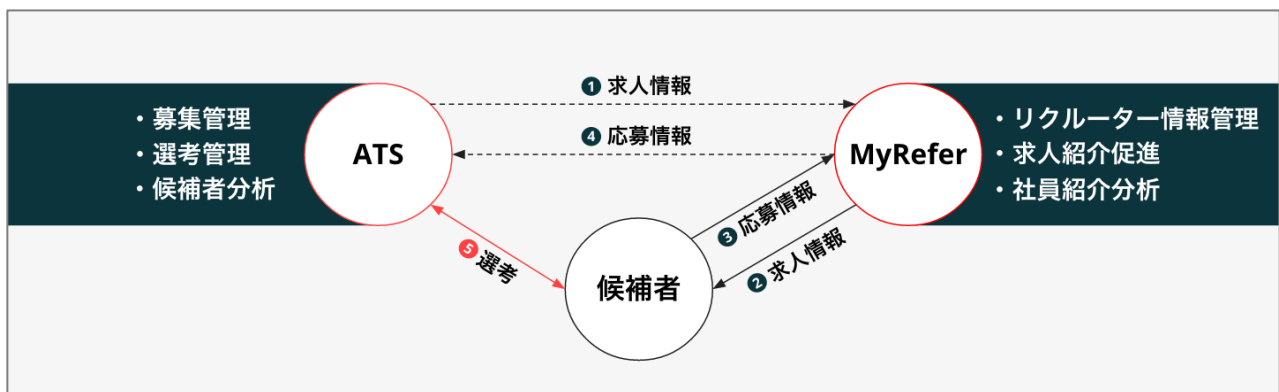 ❶ 求人情報
・募集管理
・選考管理
・候補者分析
ATS
❹ 応募情報
MyRefer
・リクルーター情報管理
・求人紹介促進
・社員紹介分析
❸ 応募情報
❺ 選考
候補者
❷ 求人情報